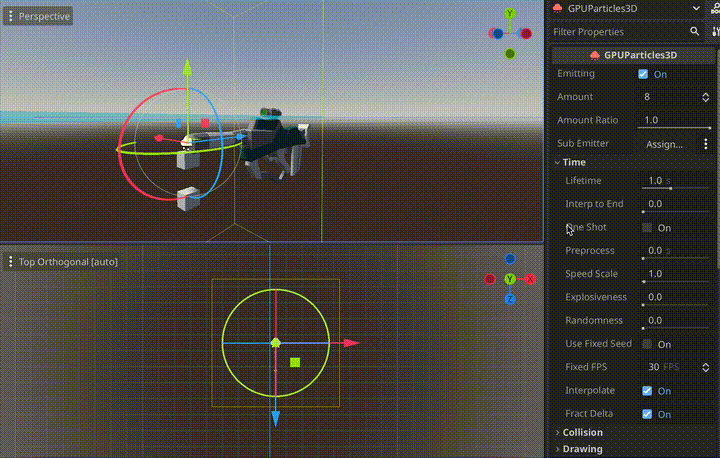 Perspective
Y
Top Orthogonal [auto]
Y
X
Z
GPUParticles3D
Filter Properties
GPUParticles3D
Emitting On
Amount 8
Amount Ratio 1.0
Sub Emitter Assign...
Time
Lifetime 1.0 s
Interp to End 0.0
One Shot On
Preprocess 0.0 s
Speed Scale 1.0
Explosiveness 0.0
Randomness 0.0
Use Fixed Seed On
Fixed FPS 30 FPS
Interpolate On
Fract Delta On
Collision
Drawing